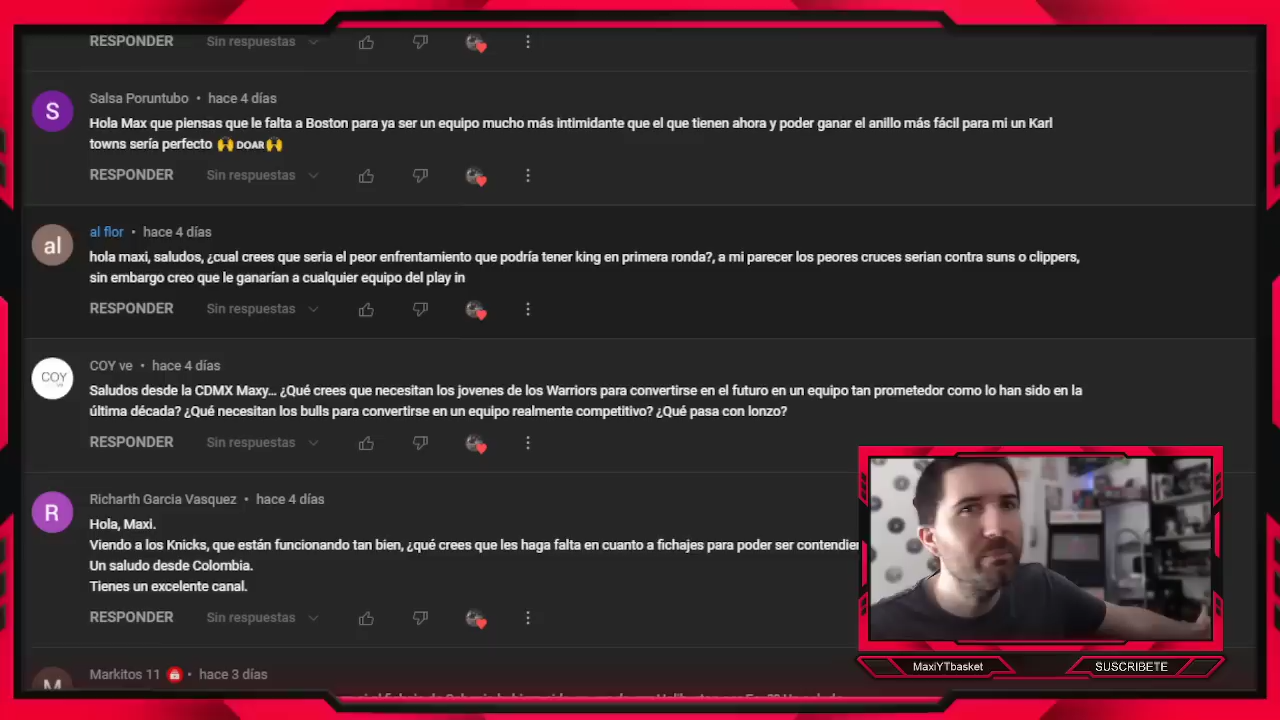 RESPONDER Sin respuestas
S Salsa Poruntubo • hace 4 días
Hola Max que piensas que le falta a Boston para ya ser un equipo mucho más intimidante que el que tienen ahora y poder ganar el anillo más fácil para mi un Karl
towns sería perfecto 🙌 DOAR 🙌
RESPONDER Sin respuestas
al al flor • hace 4 días
hola maxi, saludos, ¿cual crees que seria el peor enfrentamiento que podría tener king en primera ronda?, a mi parecer los peores cruces serian contra suns o clippers,
sin embargo creo que le ganarían a cualquier equipo del play in
RESPONDER Sin respuestas
COY ve COY ve • hace 4 días
Saludos desde la CDMX Maxy... ¿Qué crees que necesitan los jovenes de los Warriors para convertirse en el futuro en un equipo tan prometedor como lo han sido en la
última década? ¿Qué necesitan los bulls para convertirse en un equipo realmente competitivo? ¿Qué pasa con lonzo?
RESPONDER Sin respuestas
R Richarth Garcia Vasquez • hace 4 días
Hola, Maxi.
Viendo a los Knicks, que están funcionando tan bien, ¿qué crees que les haga falta en cuanto a fichajes para poder ser contendien
Un saludo desde Colombia.
Tienes un excelente canal.
RESPONDER Sin respuestas
MaxiYTbasket SUSCRIBETE
M Markitos 11 • hace 3 días